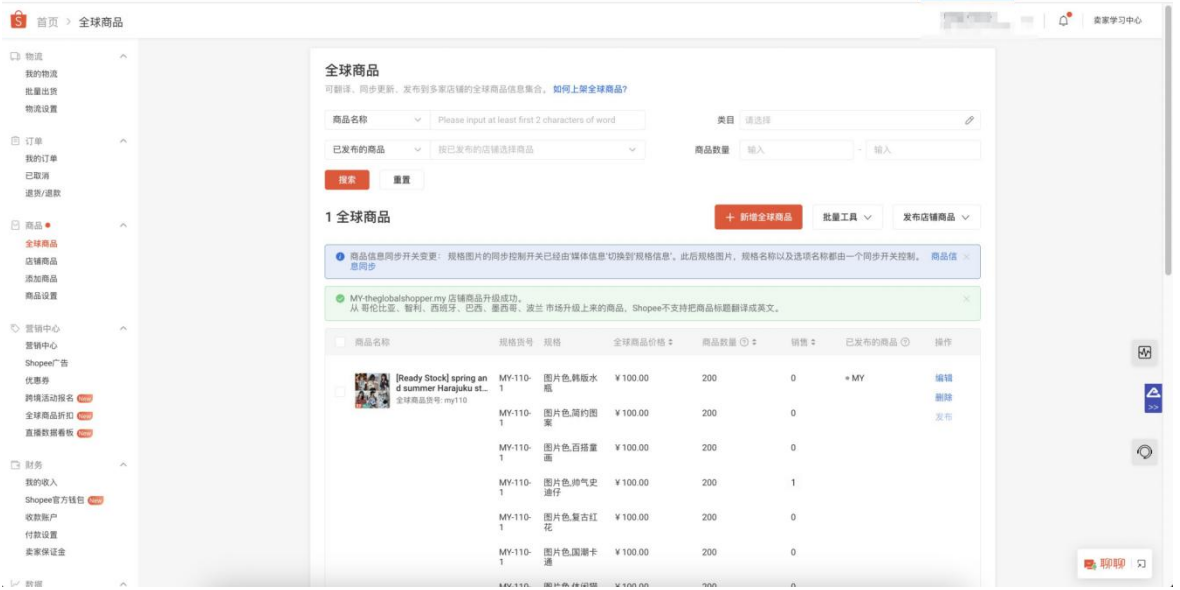 首页 > 全球商品
卖家学习中心
物流
我的物流
批量出货
物流设置
订单
我的订单
已取消
退货/退款
商品
全球商品
店铺商品
添加商品
商品设置
营销中心
营销中心
Shopee广告
优惠券
跨境活动报名 New
全球商品折扣 New
直播数据看板 New
财务
我的收入
Shopee官方钱包 New
收款账户
付款设置
卖家保证金
数据
全球商品
可翻译、同步更新、发布到多家店铺的全球商品信息集合。 如何上架全球商品?
商品名称 Please input at least first 2 characters of word 类目 请选择
已发布的商品 按已发布的店铺选择商品 商品数量 输入 - 输入
搜索 重置
1 全球商品 + 新增全球商品 批量工具 发布店铺商品
商品信息同步开关变更: 规格图片的同步控制开关已经由'媒体信息'切换到'规格信息'。此后规格图片、规格名称以及选项名称都由一个同步开关控制。 商品信
息同步
MY-theglobalshopper.my 店铺商品升级成功。
从 哥伦比亚、智利、西班牙、巴西、墨西哥、波兰 市场升级上来的商品,Shopee不支持把商品标题翻译成英文。
商品名称 规格货号 规格 全球商品价格 商品数量 销售 已发布的商品 操作
[Ready Stock] spring an MY-110- 图片色,韩版水 ¥ 100.00 200 0 MY 编辑
d summer Harajuku st... 1 瓶
全球商品货号: my110 删除
MY-110- 图片色,简约图 ¥ 100.00 200 0 发布
1 案
MY-110- 图片色,百搭童 ¥ 100.00 200 0
1 画
MY-110- 图片色,帅气史 ¥ 100.00 200 1
1 迪仔
MY-110- 图片色,复古红 ¥ 100.00 200 0
1 花
MY-110- 图片色,国潮卡 ¥ 100.00 200 0
1 通
MY-110- 图片色,休闲猫 ¥ 100.00 200 0
聊聊